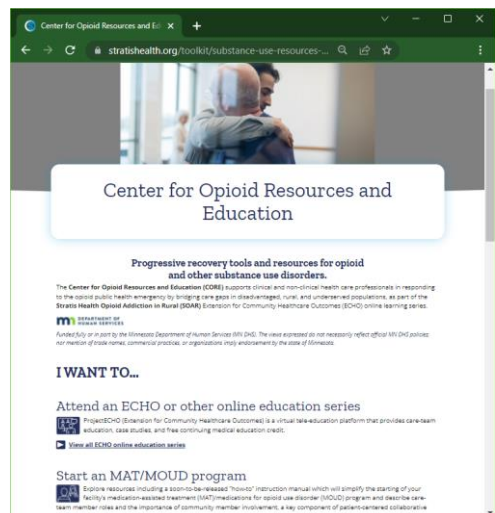 Center for Opioid Resources and Ed
stratishealth.org/toolkit/substance-use-resources-...
Center for Opioid Resources and
Education
Progressive recovery tools and resources for opioid
and other substance use disorders.
The Center for Opioid Resources and Education (CORE) supports clinical and non-clinical health care professionals in responding
to the opioid public health emergency by bridging care gaps in disadvantaged, rural, and underserved populations, as part of the
Stratis Health Opioid Addiction in Rural (SOAR) Extension for Community Healthcare Outcomes (ECHO) online learning series.
DEPARTMENT OF
HUMAN SERVICES
Funded fully or in part by the Minnesota Department of Human Services (MN DHS). The views expressed do not necessarily reflect official MN DHS policies;
nor mention of trade names, commercial practices, or organizations imply endorsement by the state of Minnesota.
I WANT TO...
Attend an ECHO or other online education series
ProjectECHO (Extension for Community Healthcare Outcomes) is a virtual tele-education platform that provides care-team
education, case studies, and free continuing medical education credit.
View all ECHO online education series
Start an MAT/MOUD program
Explore resources including a soon-to-be-released "how-to" instruction manual which will simplify the starting of your
facility's medication-assisted treatment (MAT)/medications for opioid use disorder (MOUD) program and describe care-
team member roles and the importance of community member involvement, a key component of patient-centered collaborative